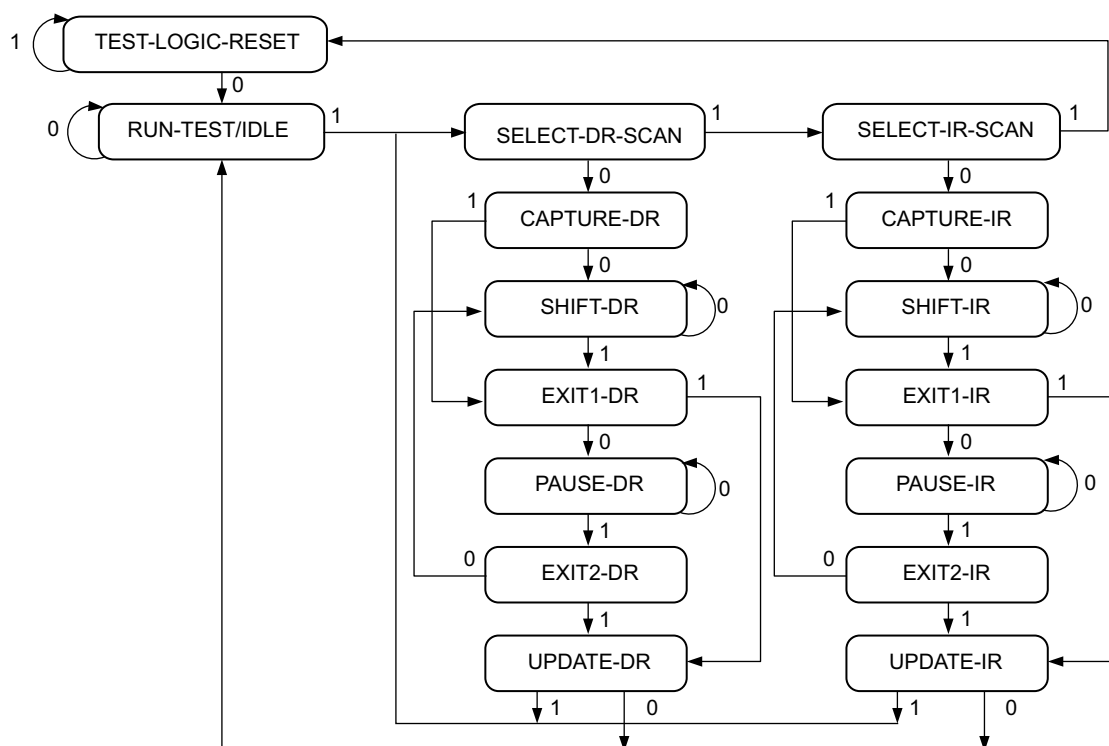 1
TEST-LOGIC-RESET
0
0
RUN-TEST/IDLE
1
SELECT-DR-SCAN
1
SELECT-IR-SCAN
1
0
0
1
CAPTURE-DR
1
CAPTURE-IR
0
0
SHIFT-DR
0
SHIFT-IR
0
1
1
EXIT1-DR
1
EXIT1-IR
1
0
0
PAUSE-DR
0
PAUSE-IR
0
1
1
0
EXIT2-DR
0
EXIT2-IR
1
1
UPDATE-DR
UPDATE-IR
1
0
1
0